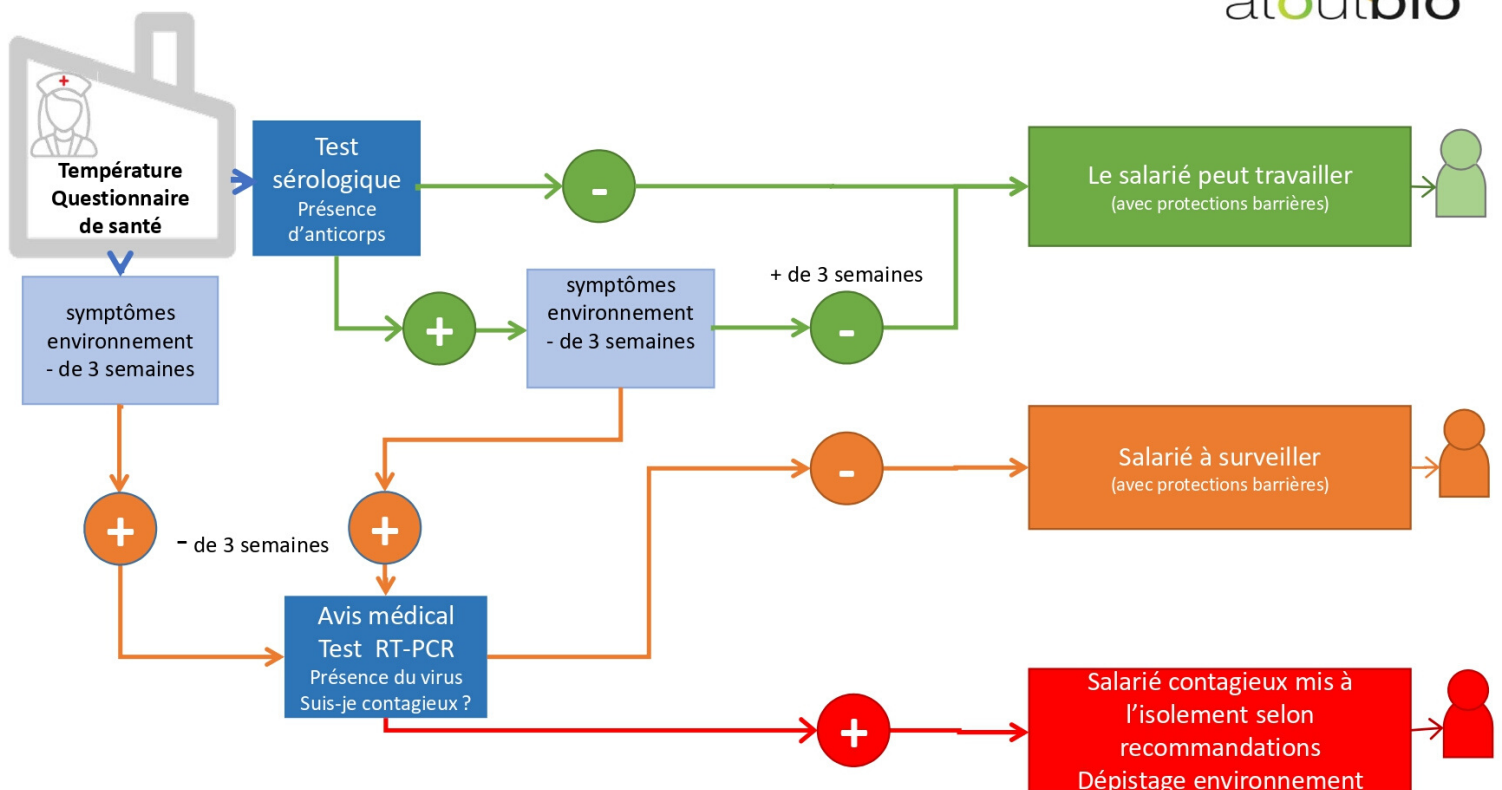 atoutbio
Température
Questionnaire
de santé
Test
sérologique
Présence
d’anticorps
-
Le salarié peut travailler
(avec protections barrières)
symptômes
environnement
- de 3 semaines
+
symptômes
environnement
- de 3 semaines
+ de 3 semaines
-
-
Salarié à surveiller
(avec protections barrières)
+
- de 3 semaines
+
Avis médical
Test RT-PCR
Présence du virus
Suis-je contagieux ?
+
Salarié contagieux mis à
l’isolement selon
recommandations
Dépistage environnement